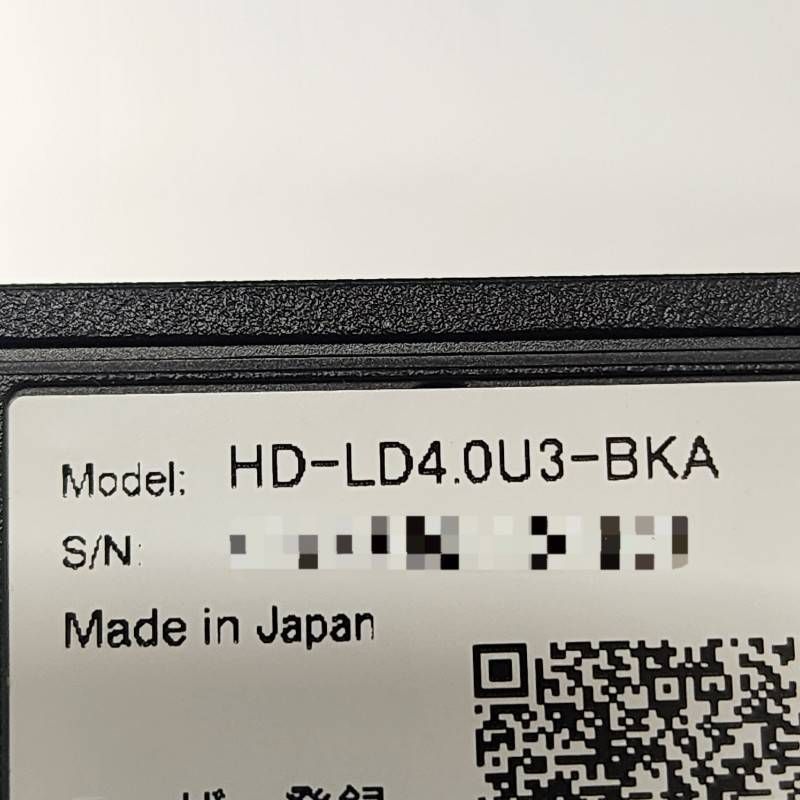 Model: HD-LD4.0U3-BKA
S/N:
Made in Japan